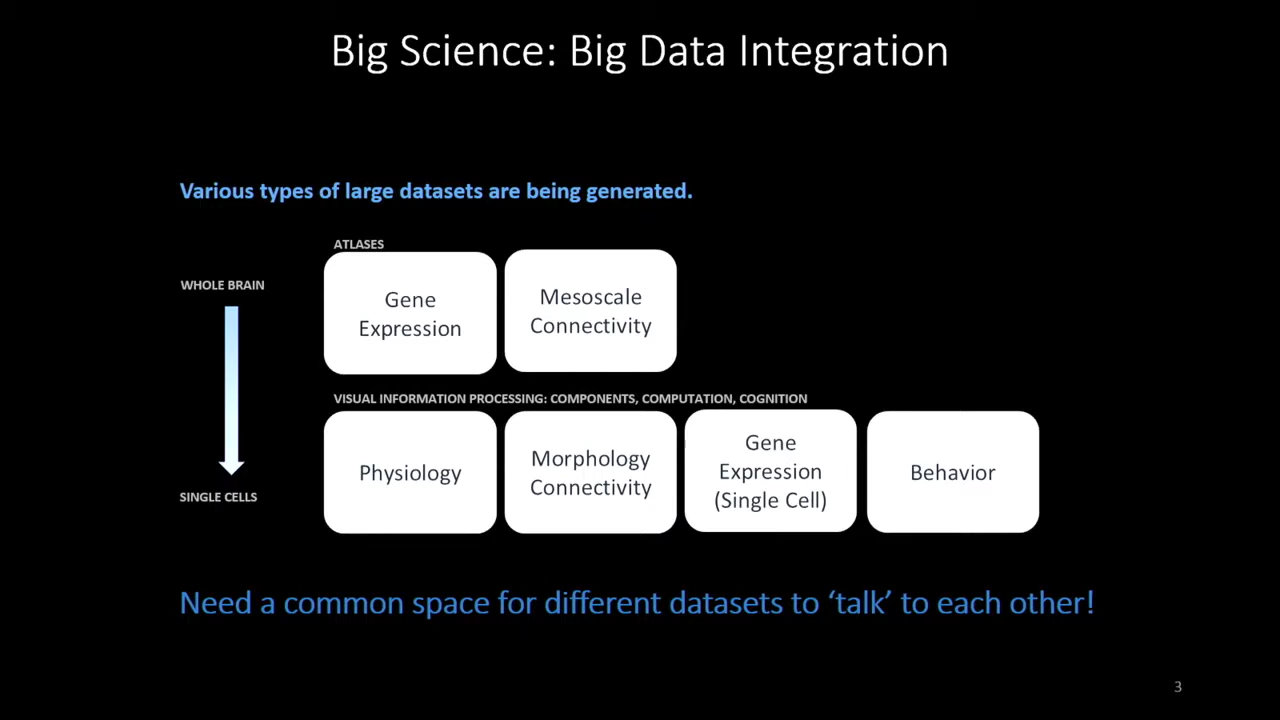 Big Science: Big Data Integration
Various types of large datasets are being generated.
ATLASES
WHOLE BRAIN
Gene
Expression
Mesoscale
Connectivity
VISUAL INFORMATION PROCESSING: COMPONENTS, COMPUTATION, COGNITION
Physiology
Morphology
Connectivity
Gene
Expression
(Single Cell)
Behavior
SINGLE CELLS
Need a common space for different datasets to ‘talk’ to each other!
3